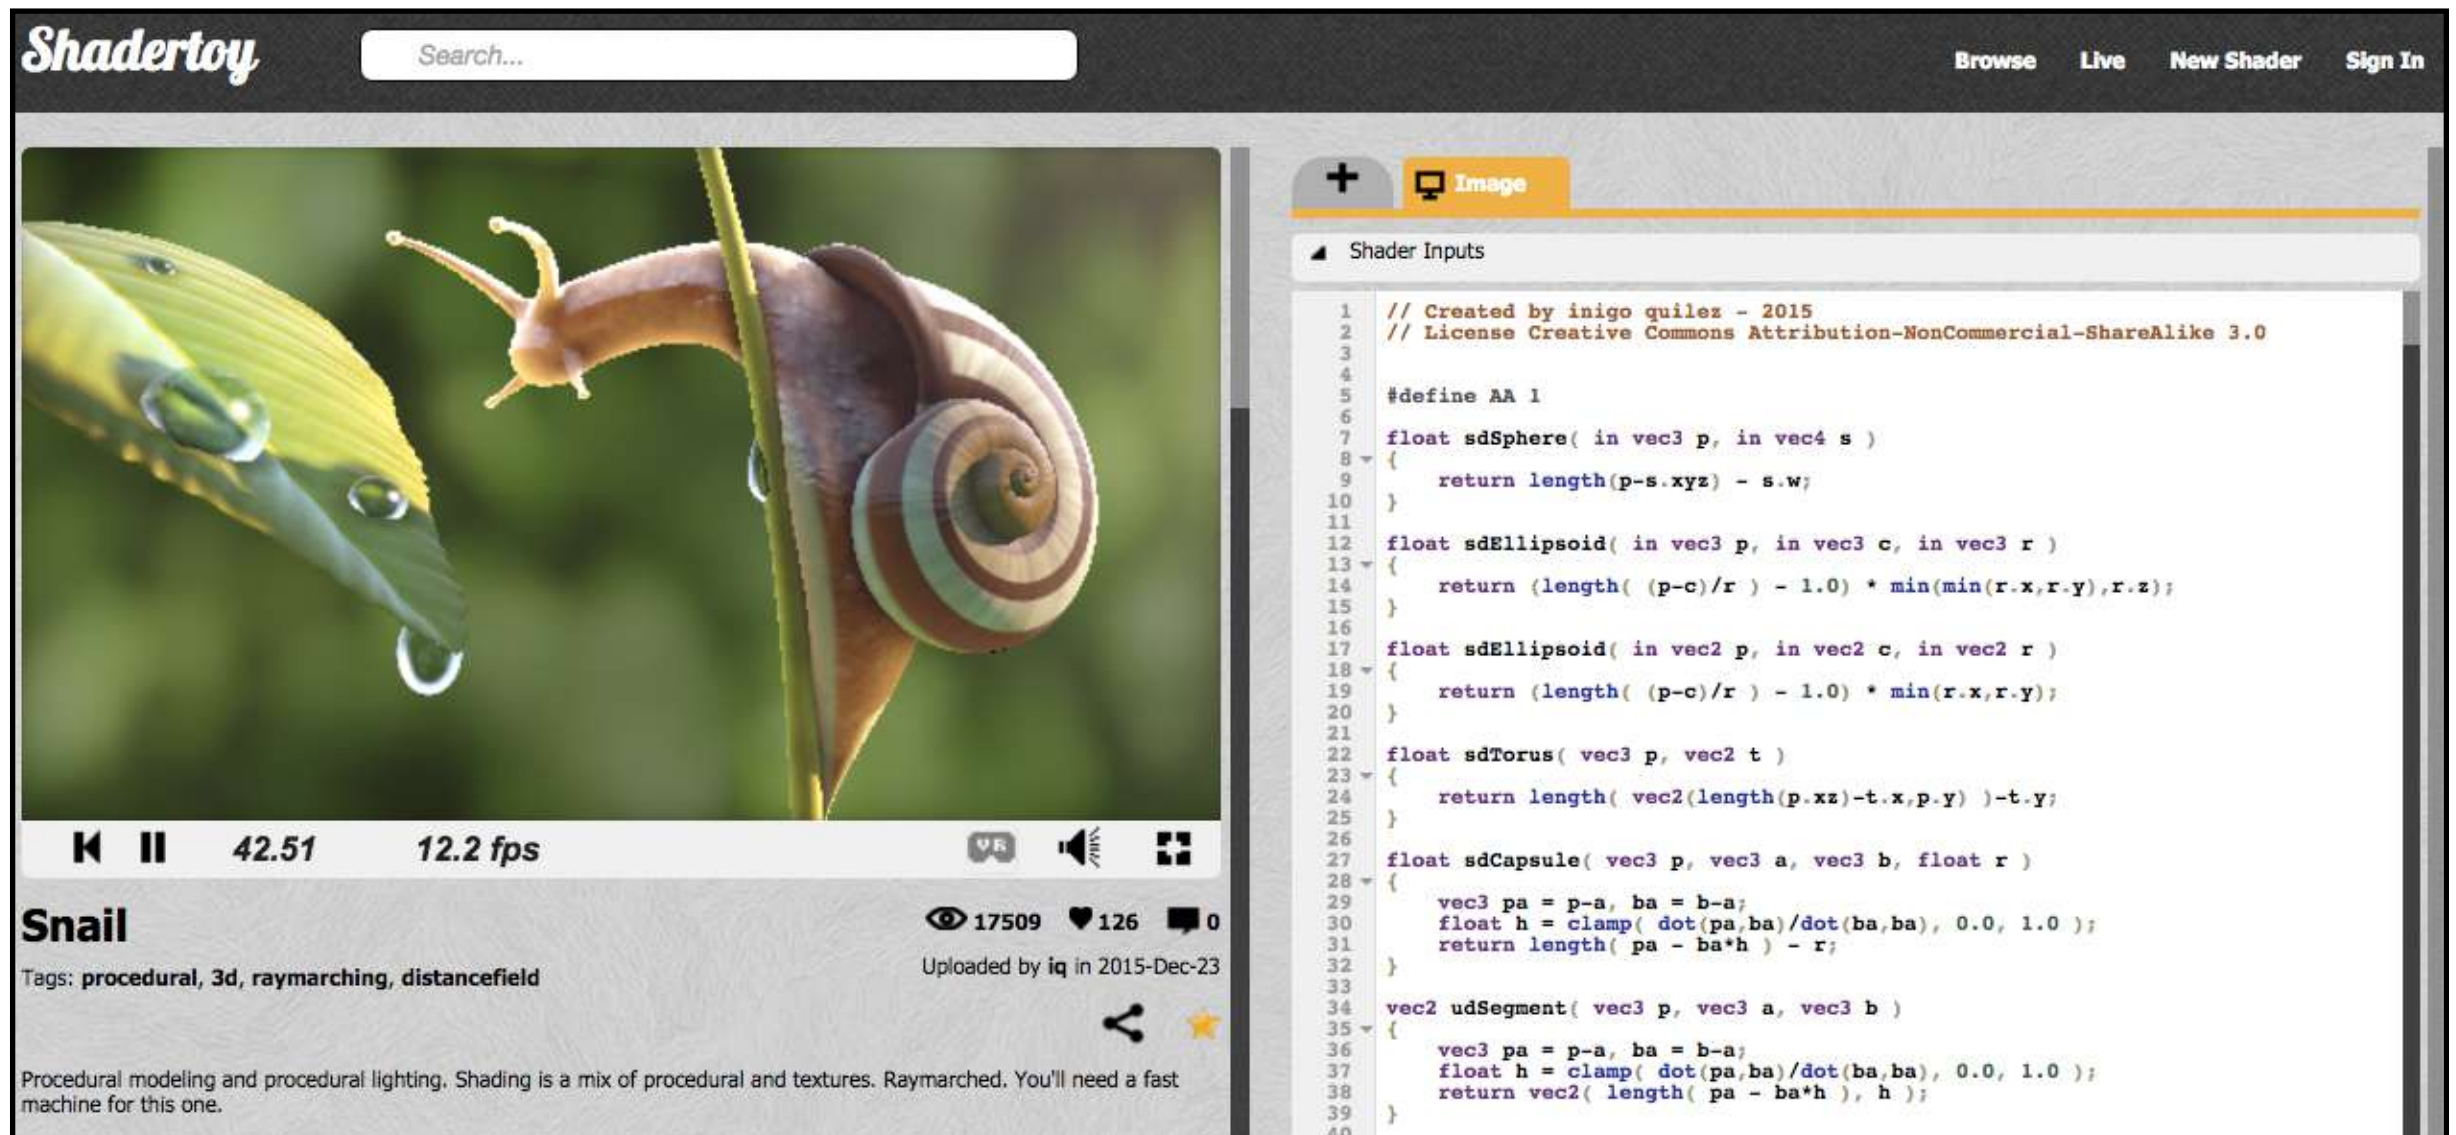 Shadertoy
Search...
Browse Live New Shader Sign In
42.51 12.2 fps
VR
Snail
17509 126 0
Tags: procedural, 3d, raymarching, distancefield
Uploaded by iq in 2015-Dec-23
Procedural modeling and procedural lighting. Shading is a mix of procedural and textures. Raymarched. You'll need a fast
machine for this one.
+ Image
Shader Inputs
1 // Created by inigo quilez - 2015
2 // License Creative Commons Attribution-NonCommercial-ShareAlike 3.0
3
4
5 #define AA 1
6
7 float sdSphere( in vec3 p, in vec4 s )
8 {
9 return length(p-s.xyz) - s.w;
10 }
11
12 float sdEllipsoid( in vec3 p, in vec3 c, in vec3 r )
13 {
14 return (length( (p-c)/r ) - 1.0) * min(min(r.x,r.y),r.z);
15 }
16
17 float sdEllipsoid( in vec2 p, in vec2 c, in vec2 r )
18 {
19 return (length( (p-c)/r ) - 1.0) * min(r.x,r.y);
20 }
21
22 float sdTorus( vec3 p, vec2 t )
23 {
24 return length( vec2(length(p.xz)-t.x,p.y) )-t.y;
25 }
26
27 float sdCapsule( vec3 p, vec3 a, vec3 b, float r )
28 {
29 vec3 pa = p-a, ba = b-a;
30 float h = clamp( dot(pa,ba)/dot(ba,ba), 0.0, 1.0 );
31 return length( pa - ba*h ) - r;
32 }
33
34 vec2 udSegment( vec3 p, vec3 a, vec3 b )
35 {
36 vec3 pa = p-a, ba = b-a;
37 float h = clamp( dot(pa,ba)/dot(ba,ba), 0.0, 1.0 );
38 return vec2( length( pa - ba*h ), h );
39 }
40